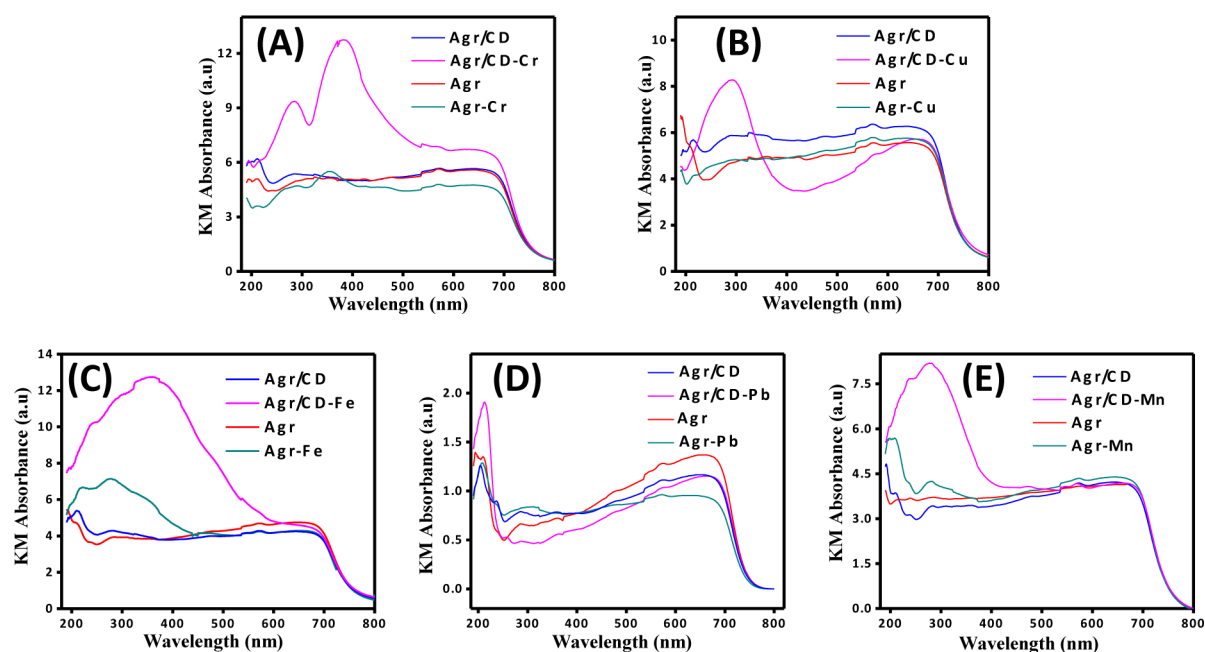 (A)
Agr/CD
Agr/CD-Cr
Agr
Agr-Cr
KM Absorbance (a.u)
12
9
6
3
0
200 300 400 500 600 700 800
Wavelength (nm)
(B)
Agr/CD
Agr/CD-Cu
Agr
Agr-Cu
KM Absorbance (a.u)
10
8
6
4
2
0
200 300 400 500 600 700 800
Wavelength (nm)
(C)
Agr/CD
Agr/CD-Fe
Agr
Agr-Fe
KM Absorbance (a.u)
14
12
10
8
6
4
2
0
200 300 400 500 600 700 800
Wavelength (nm)
(D)
Agr/CD
Agr/CD-Pb
Agr
Agr-Pb
KM Absorbance (a.u)
2.0
1.5
1.0
0.5
0.0
200 300 400 500 600 700 800
Wavelength (nm)
(E)
Agr/CD
Agr/CD-Mn
Agr
Agr-Mn
KM Absorbance (a.u)
7.5
6.0
4.5
3.0
1.5
0.0
200 300 400 500 600 700 800
Wavelength (nm)